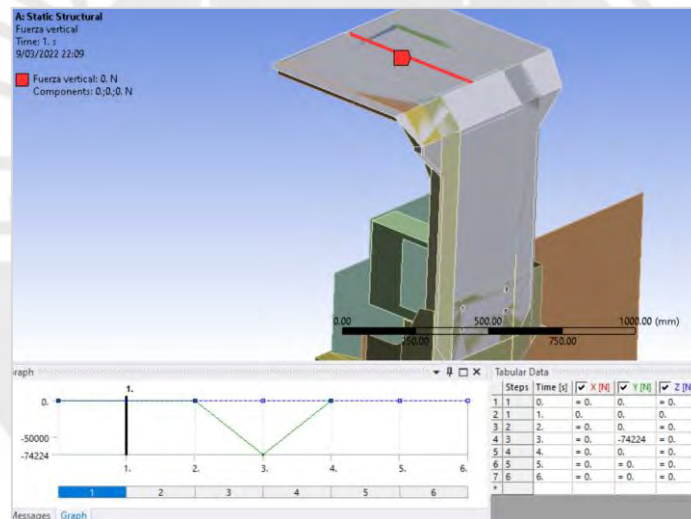 A: Static Structural
Fuerza vertical
Time: 1. s
9/03/2022 22:09
Fuerza vertical: 0. N
Components: 0.;0.;0. N
0.00 500.00 1000.00 (mm)
250.00 750.00
Graph
1.
0.
-50000
-74224
1. 2. 3. 4. 5. 6.
1 2 3 4 5 6
Messages Graph
Tabular Data
Steps Time [s] X [N] Y [N] Z [N]
1 1 0. = 0. 0. = 0.
2 1 1. 0. 0. 0.
3 2 2. = 0. 0. = 0.
4 3 3. = 0. -74224 = 0.
5 4 4. = 0. 0. = 0.
6 5 5. = 0. = 0. = 0.
7 6 6. = 0. = 0. = 0.
*